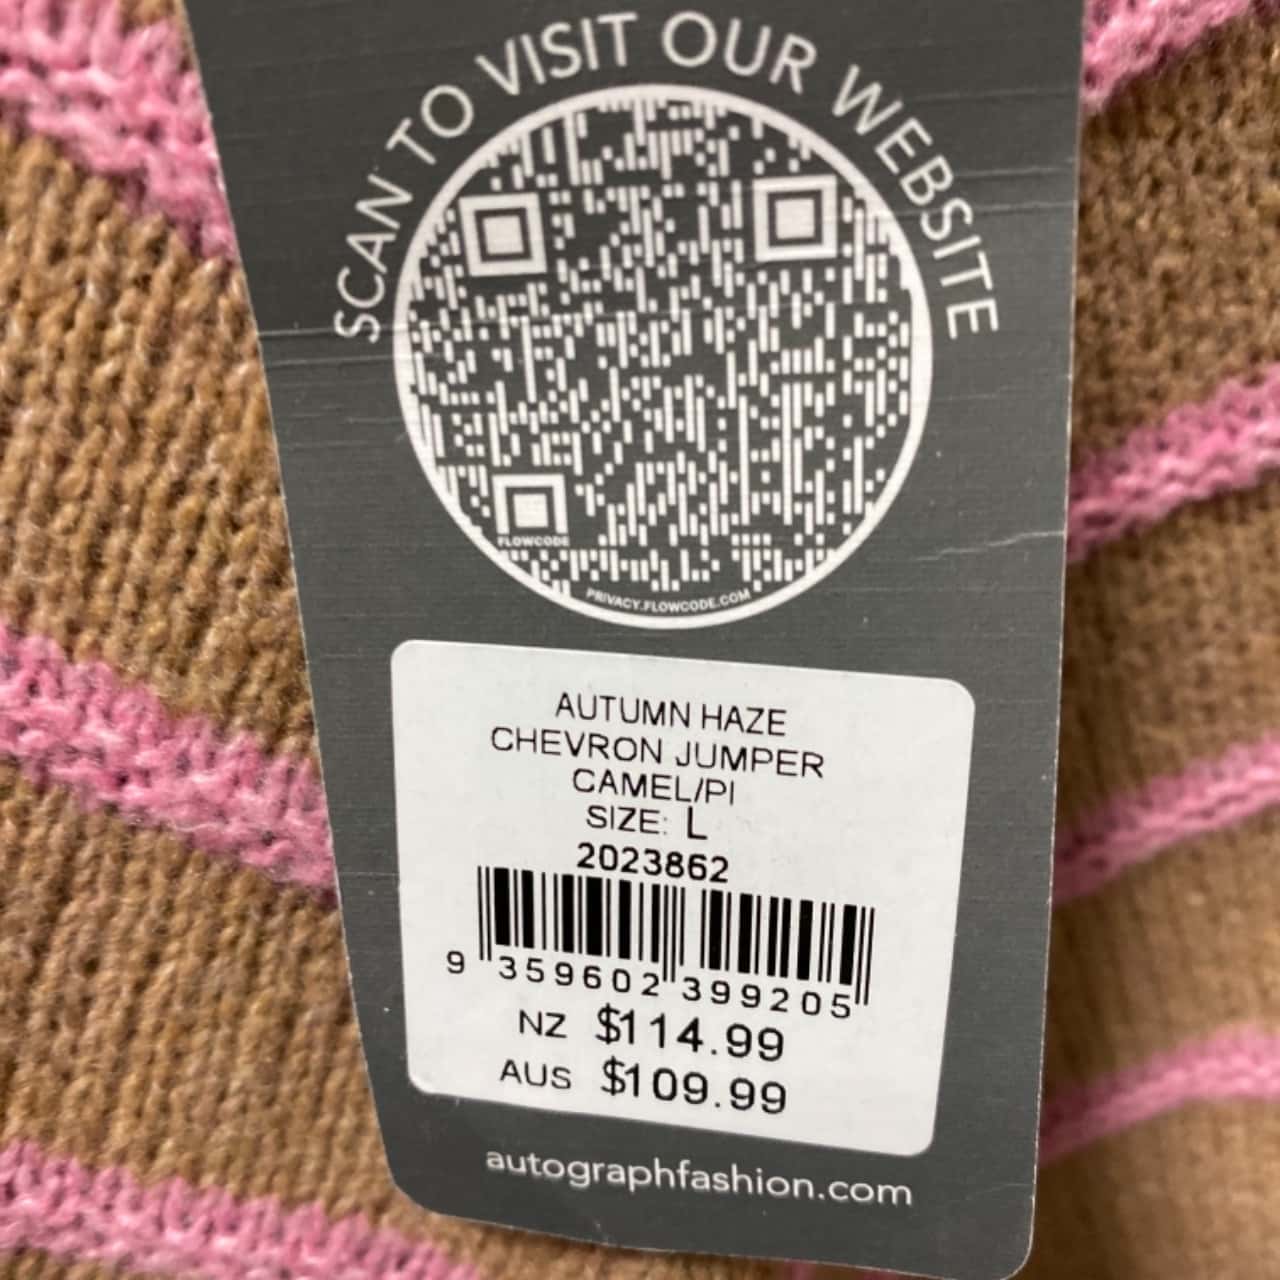 SCAN TO VISIT OUR WEBSITE
FLOWCODE
PRIVACY.FLOWCODE.COM
AUTUMN HAZE
CHEVRON JUMPER
CAMEL/PI
SIZE: L
2023862
9 359602 399205
NZ $114.99
AUS $109.99
autographfashion.com